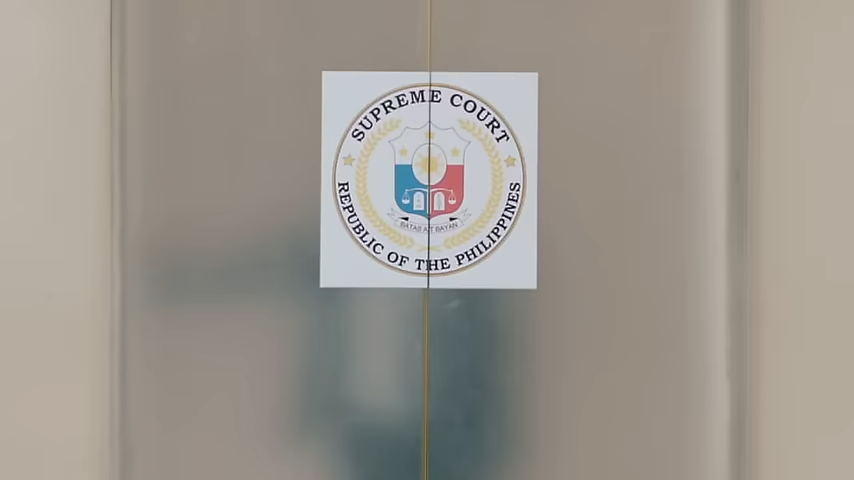 SUPREME COURT
BATAS AT BAYAN
REPUBLIC OF THE PHILIPPINES